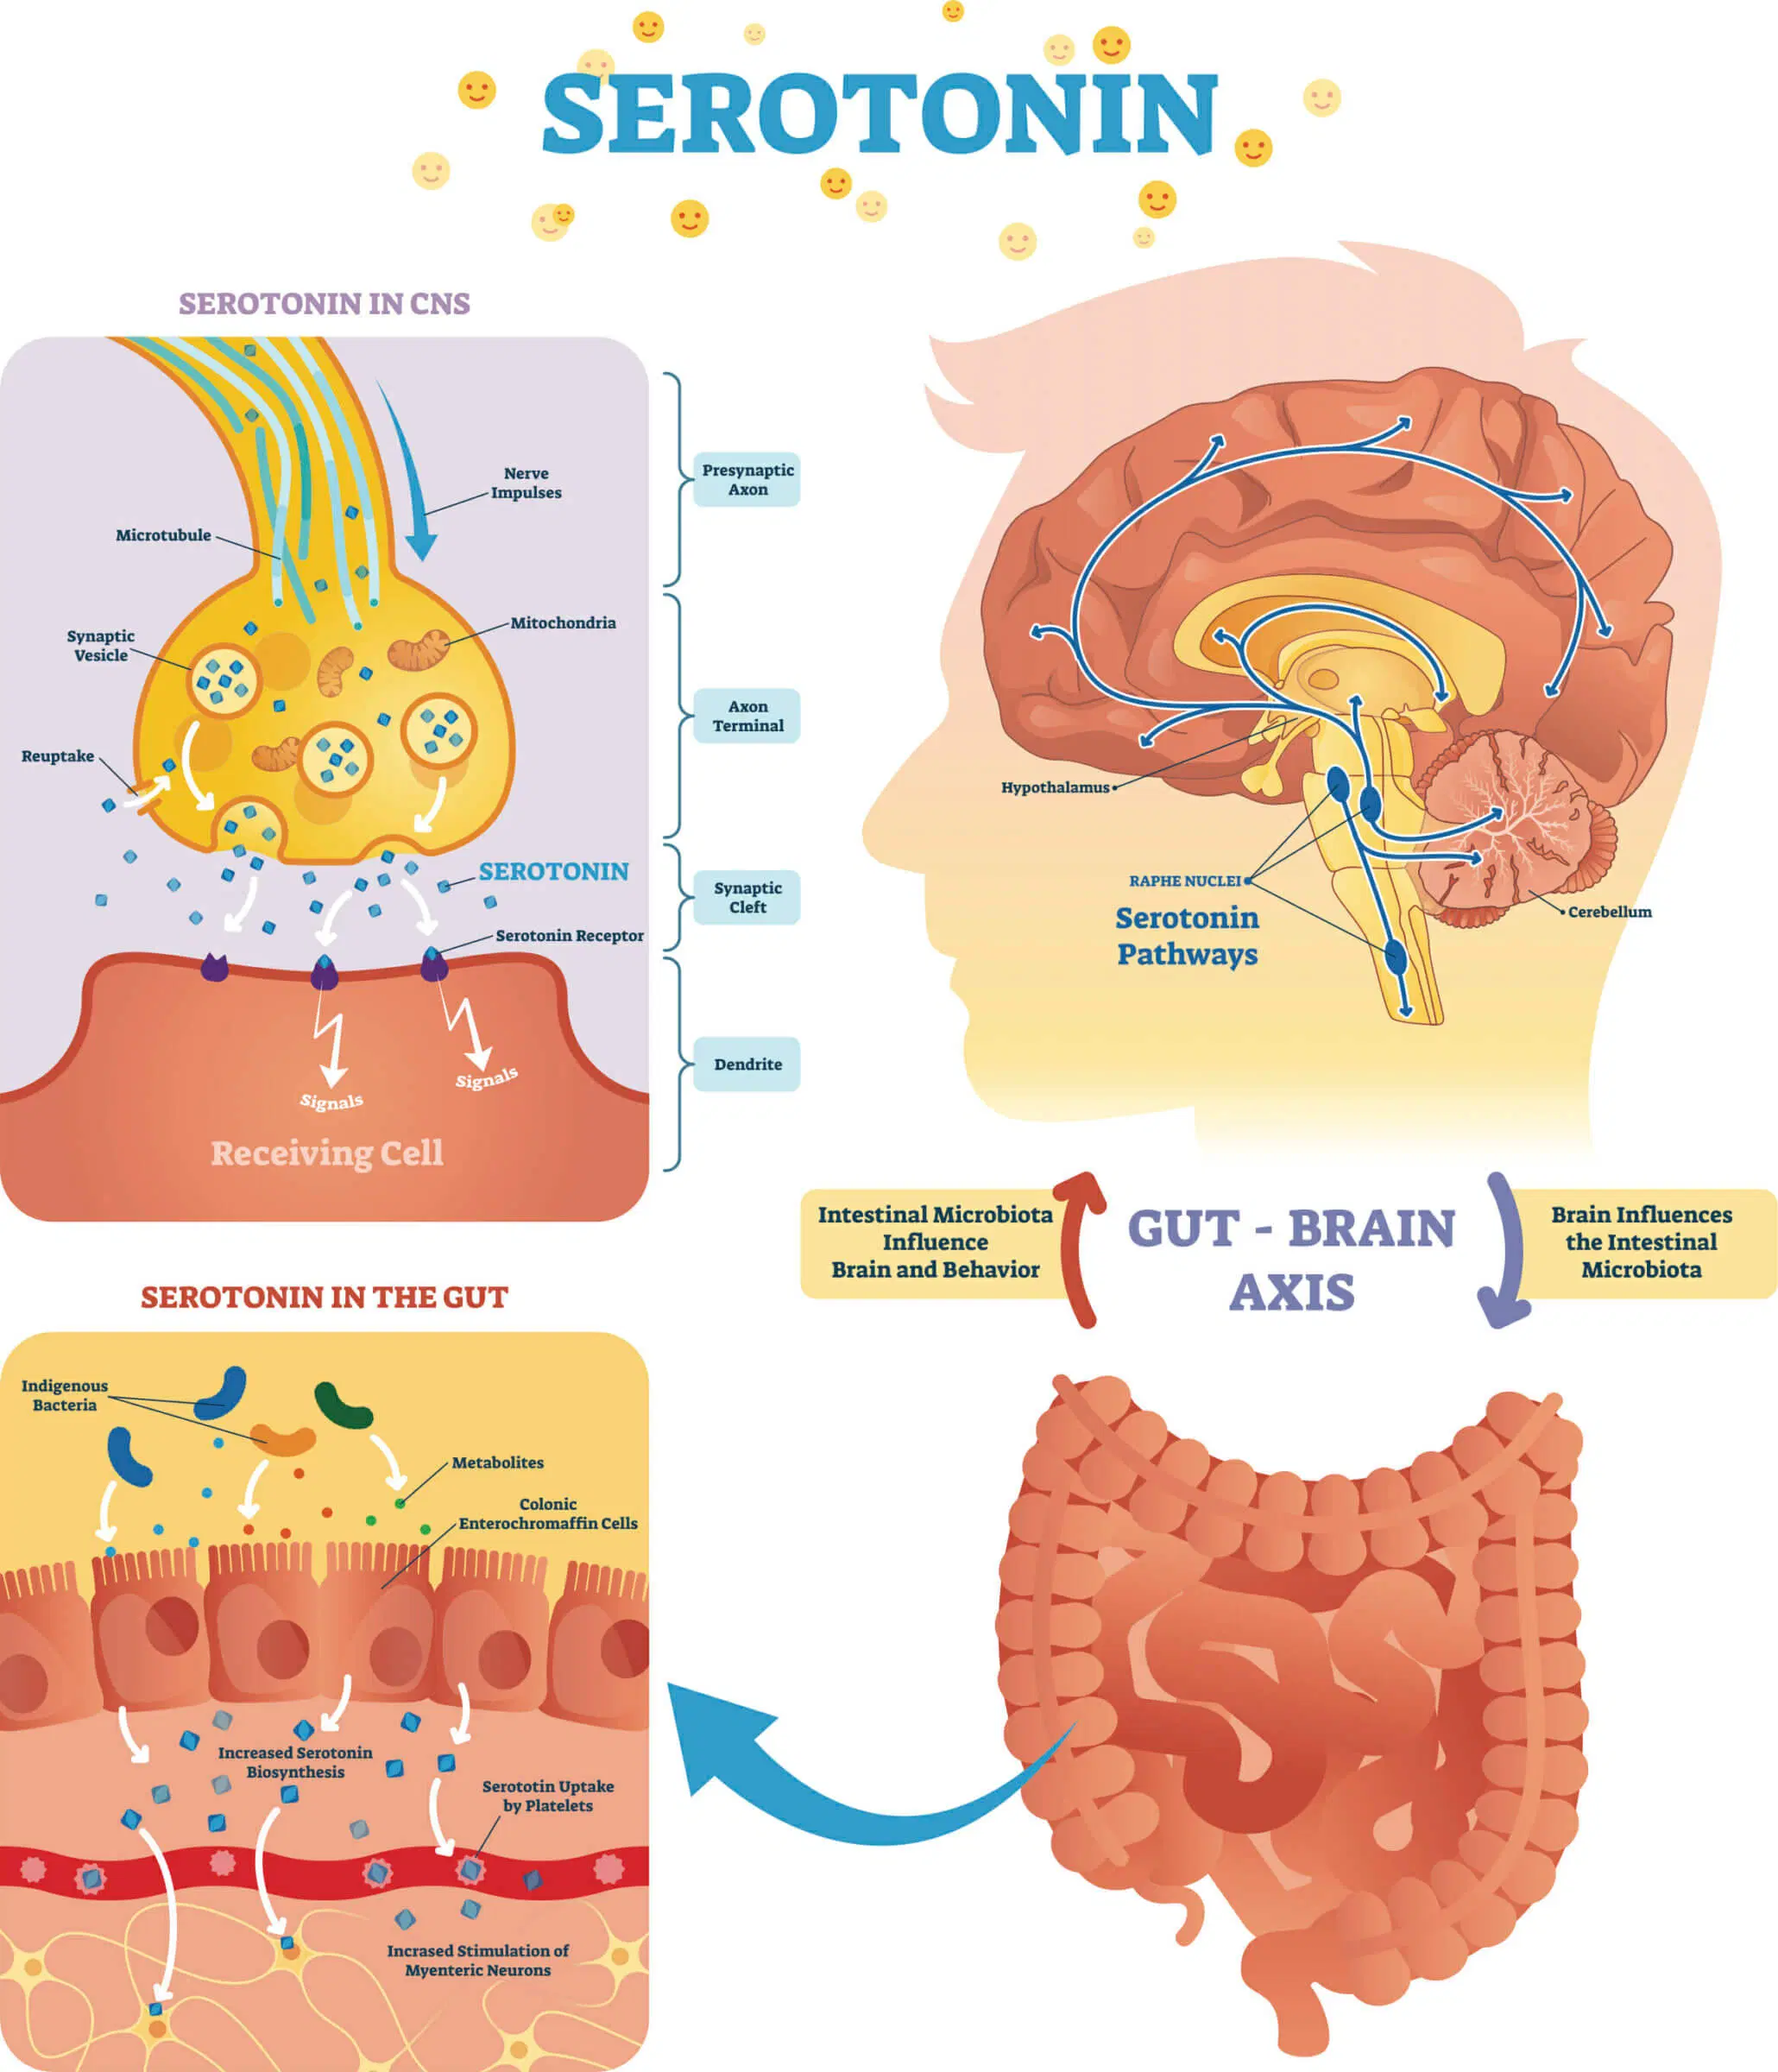 SEROTONIN
SEROTONIN IN CNS
Nerve
Impulses
Microtubule
Synaptic
Vesicle
Mitochondria
Reuptake
SEROTONIN
Serotonin Receptor
Signals
Signals
Receiving Cell
Presynaptic
Axon
Axon
Terminal
Synaptic
Cleft
Dendrite
Hypothalamus
RAPHE NUCLEI
Serotonin
Pathways
Cerebellum
Intestinal Microbiota
Influence
Brain and Behavior
GUT - BRAIN
AXIS
Brain Influences
the Intestinal
Microbiota
SEROTONIN IN THE GUT
Indigenous
Bacteria
Metabolites
Colonic
Enterochromaffin Cells
Increased Serotonin
Biosynthesis
Serototin Uptake
by Platelets
Incrased Stimulation of
Myenteric Neurons